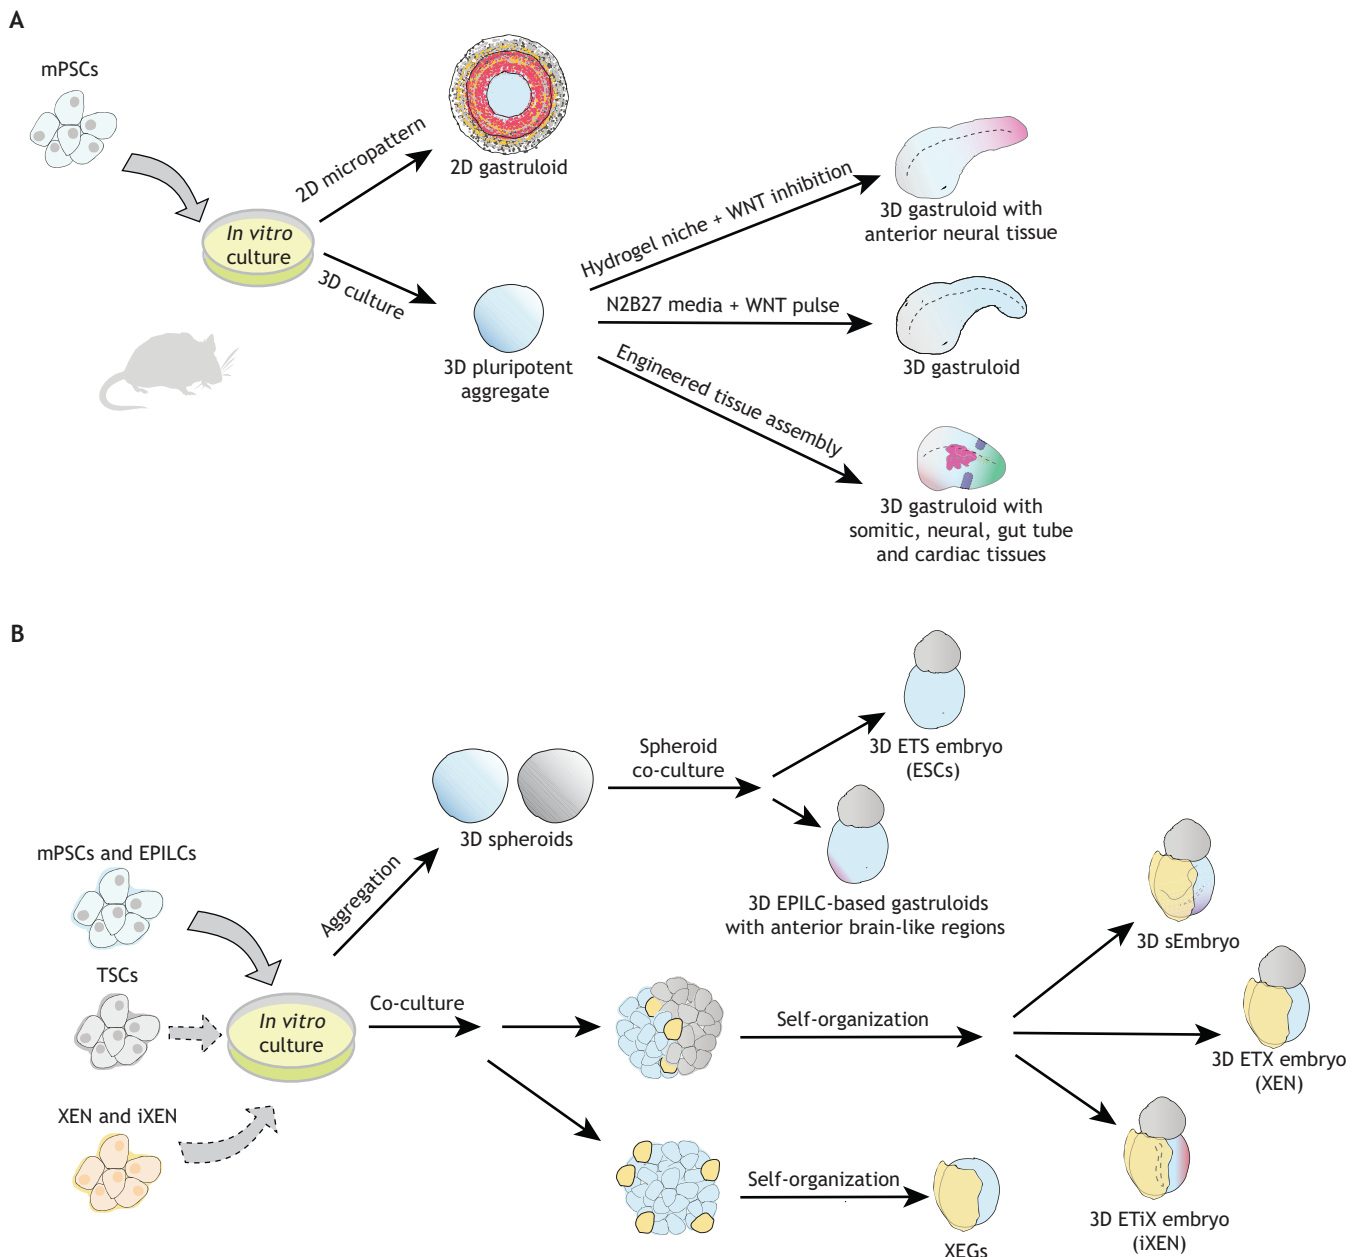 A
mPSCs
In vitro
culture
2D micropattern
2D gastruloid
3D culture
3D pluripotent
aggregate
Hydrogel niche + WNT inhibition
3D gastruloid with
anterior neural tissue
N2B27 media + WNT pulse
3D gastruloid
Engineered tissue assembly
3D gastruloid with
somitic, neural, gut tube
and cardiac tissues
B
mPSCs and EPILCs
TSCs
XEN and iXEN
In vitro
culture
Aggregation
3D spheroids
Spheroid
co-culture
3D ETS embryo
(ESCs)
3D EPILC-based gastruloids
with anterior brain-like regions
Co-culture
Self-organization
3D sEmbryo
3D ETX embryo
(XEN)
3D ETiX embryo
(iXEN)
Self-organization
XEGs